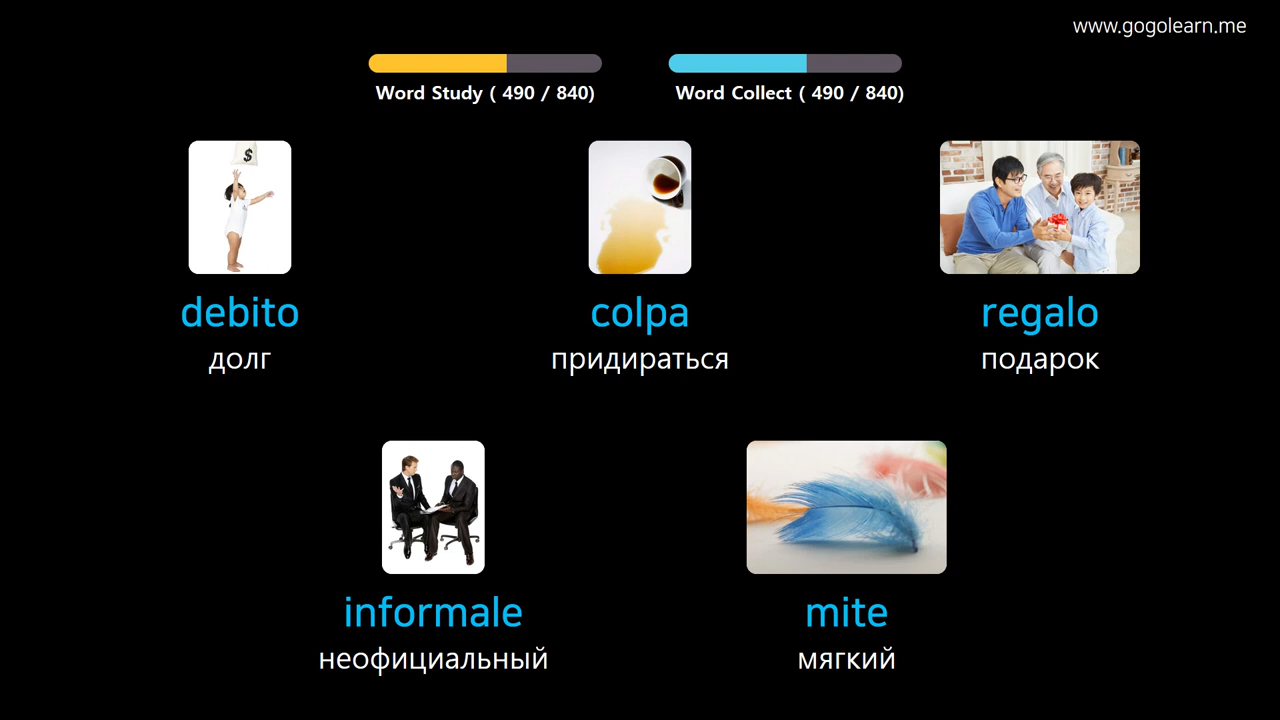 www.gogolearn.me
Word Study ( 490 / 840)
Word Collect ( 490 / 840)
$
debito
долг
colpa
придираться
regalo
подарок
informale
неофициальный
mite
мягкий